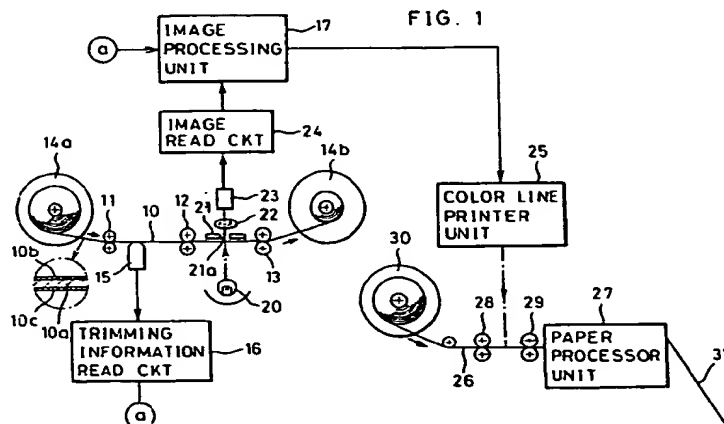 FIG. 1
IMAGE
PROCESSING
UNIT
17
a
IMAGE
READ CKT
24
14a
14b
25
COLOR LINE
PRINTER
UNIT
11
10
12
21
23
22
13
21a
20
15
10b
10c
10a
TRIMMING
INFORMATION
READ CKT
16
a
30
28
29
27
26
PAPER
PROCESSOR
UNIT